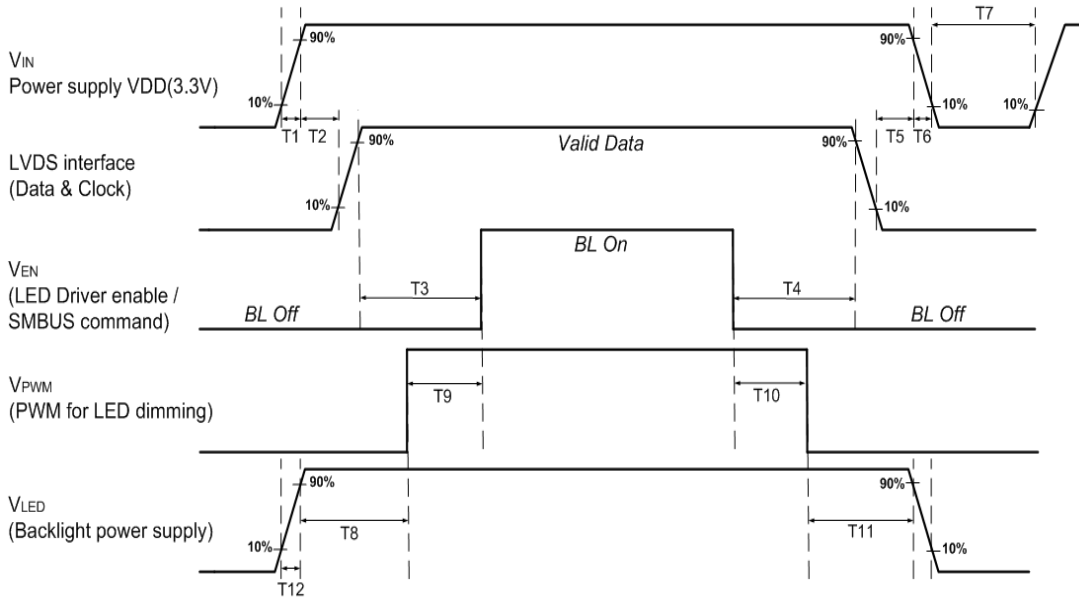 T7
90%
90%
VIN
Power supply VDD(3.3V)
10%
10%
10%
T1
T2
T5
T6
90%
Valid Data
90%
LVDS interface
(Data & Clock)
10%
10%
BL On
VEN
(LED Driver enable /
SMBUS command)
T3
T4
BL Off
BL Off
VPWM
(PWM for LED dimming)
T9
T10
90%
90%
VLED
(Backlight power supply)
T8
T11
10%
10%
T12